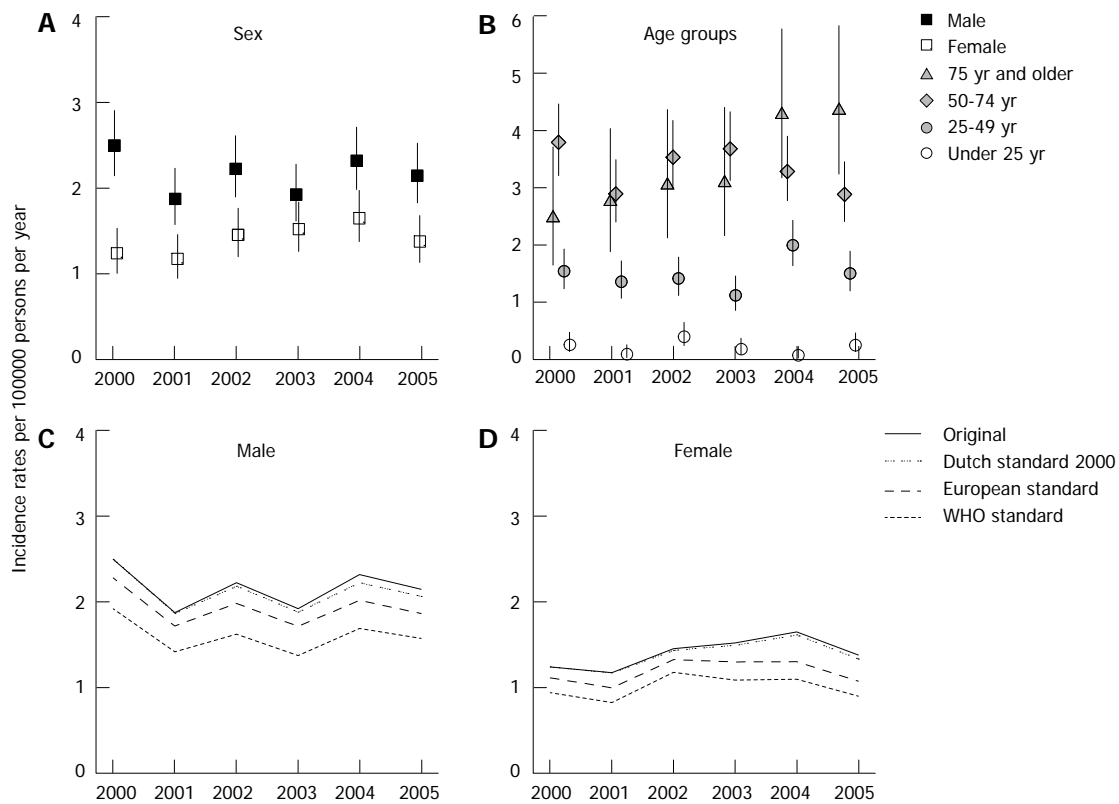 Incidence rates per 100000 persons per year
A
Sex
4
3
2
1
0
2000 2001 2002 2003 2004 2005
B
Age groups
6
5
4
3
2
1
0
2000 2001 2002 2003 2004 2005
Male
Female
75 yr and older
50-74 yr
25-49 yr
Under 25 yr
C
Male
4
3
2
1
0
2000 2001 2002 2003 2004 2005
D
Female
4
3
2
1
0
2000 2001 2002 2003 2004 2005
Original
Dutch standard 2000
European standard
WHO standard